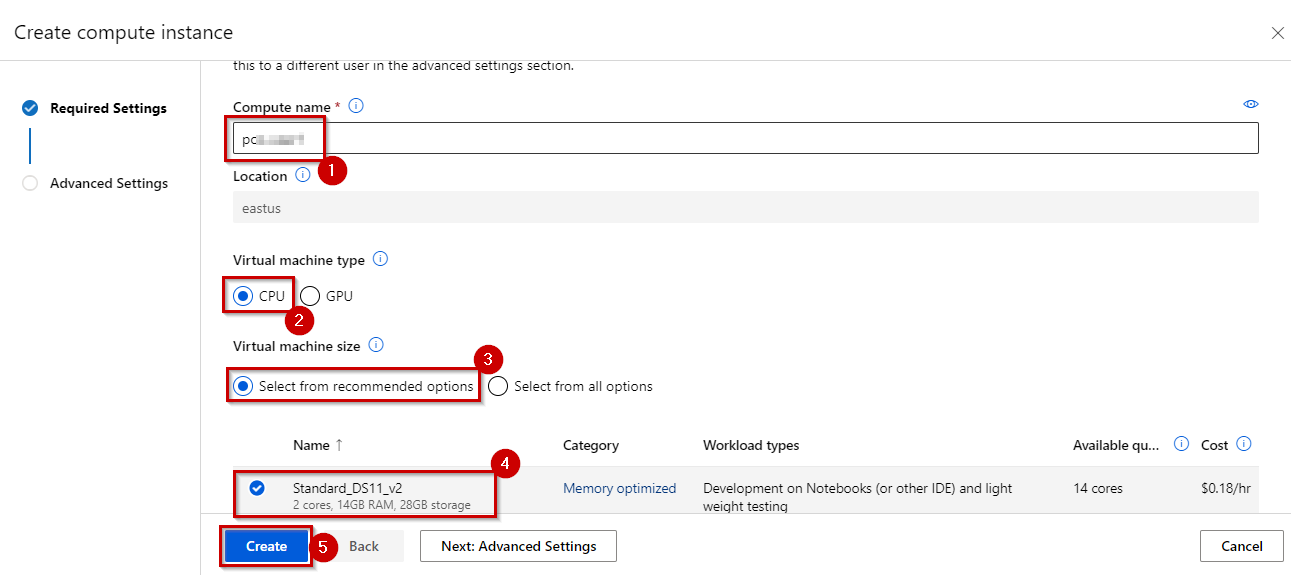 Create compute instance
this to a different user in the advanced settings section.
Required Settings
Advanced Settings
Compute name *
1
Location
eastus
Virtual machine type
CPU GPU
2
Virtual machine size
3
Select from recommended options Select from all options
Name ↑ Category Workload types Available qu... Cost
4
Standard_DS11_v2 Memory optimized Development on Notebooks (or other IDE) and light 14 cores $0.18/hr
2 cores, 14GB RAM, 28GB storage weight testing
Create 5 Back Next: Advanced Settings Cancel